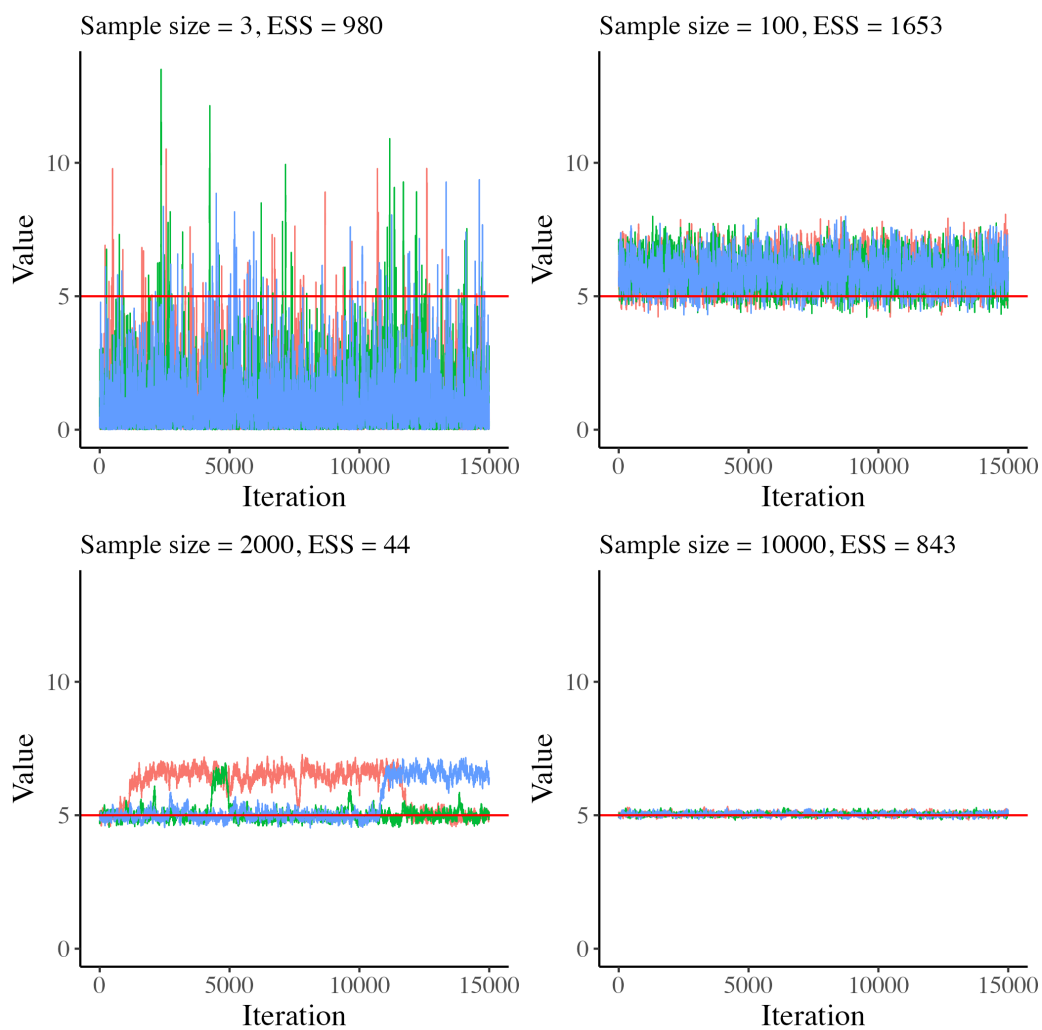 Sample size = 3, ESS = 980
Value
10
5
0
0 5000 10000 15000
Iteration
Sample size = 100, ESS = 1653
Value
10
5
0
0 5000 10000 15000
Iteration
Sample size = 2000, ESS = 44
Value
10
5
0
0 5000 10000 15000
Iteration
Sample size = 10000, ESS = 843
Value
10
5
0
0 5000 10000 15000
Iteration